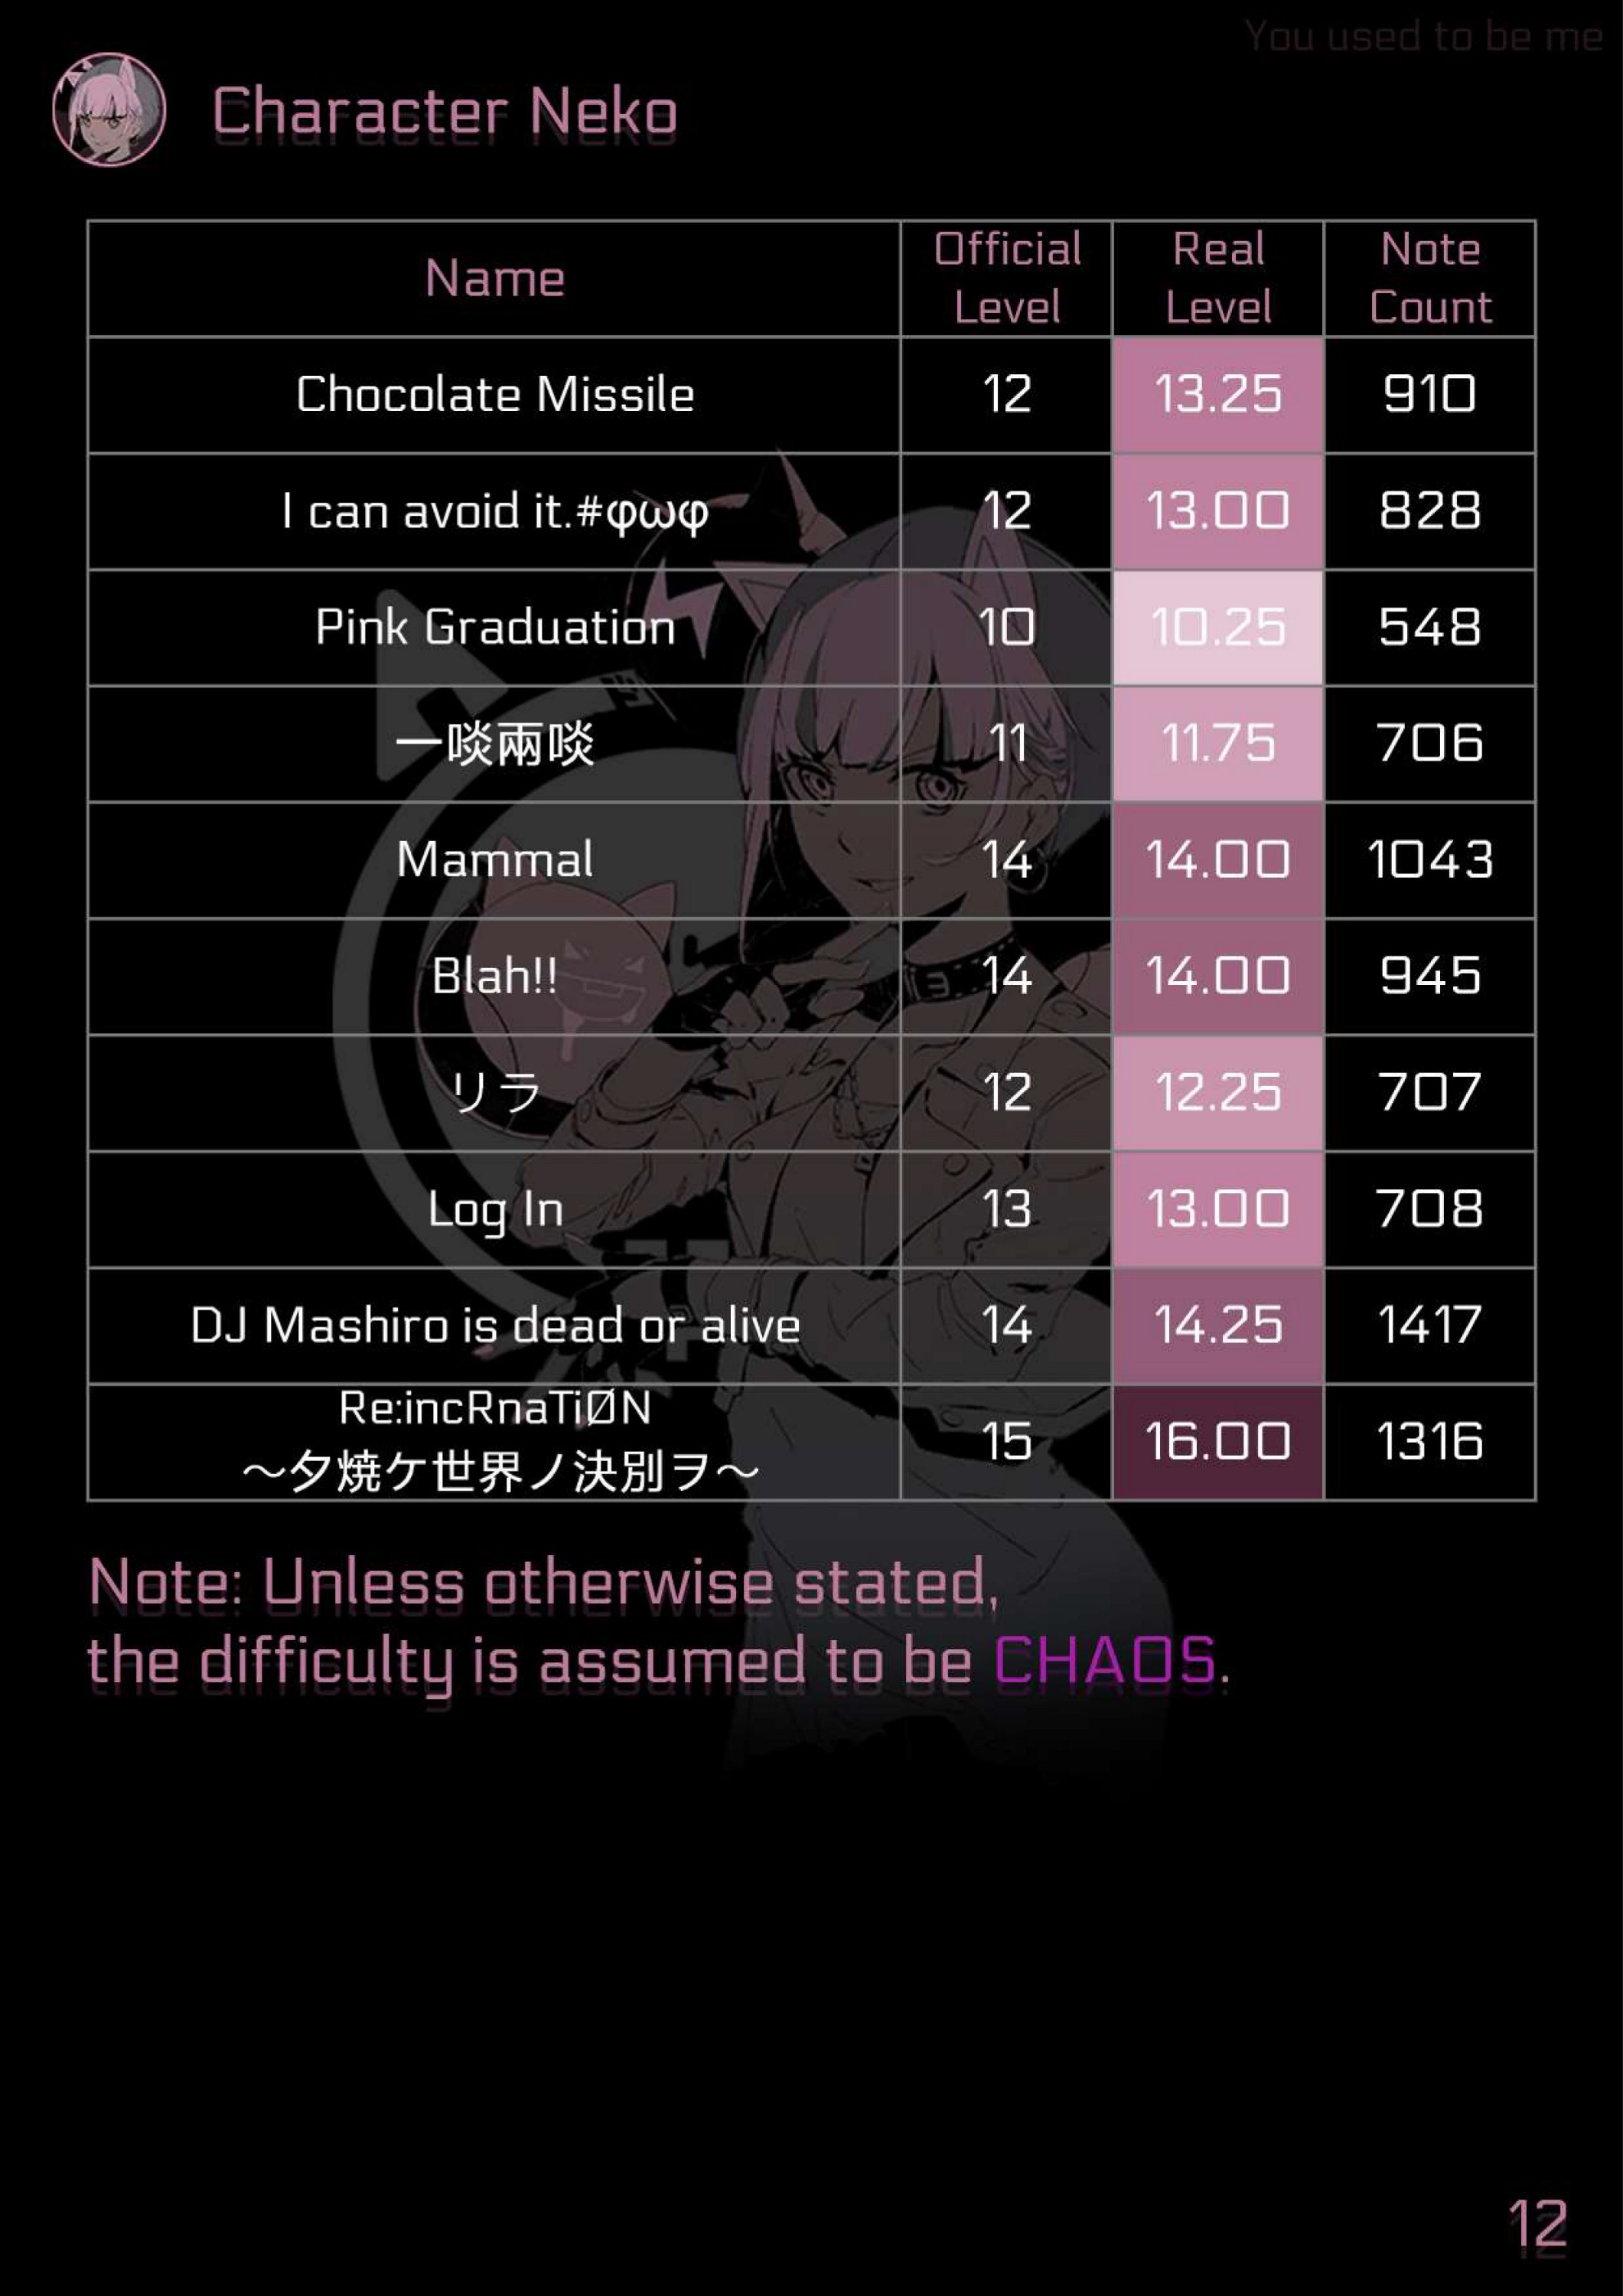 You used to be me
Character Neko
Name Official Level Real Level Note Count
Chocolate Missile 12 13.25 910
I can avoid it.#φωφ 12 13.00 828
Pink Graduation 10 10.25 548
一啖兩啖 11 11.75 706
Mammal 14 14.00 1043
Blah!! 14 14.00 945
リラ 12 12.25 707
Log In 13 13.00 708
DJ Mashiro is dead or alive 14 14.25 1417
Re:incRnaTiØN
～夕焼ケ世界ノ決別ヲ～ 15 16.00 1316
Note: Unless otherwise stated,
the difficulty is assumed to be CHAOS.
12